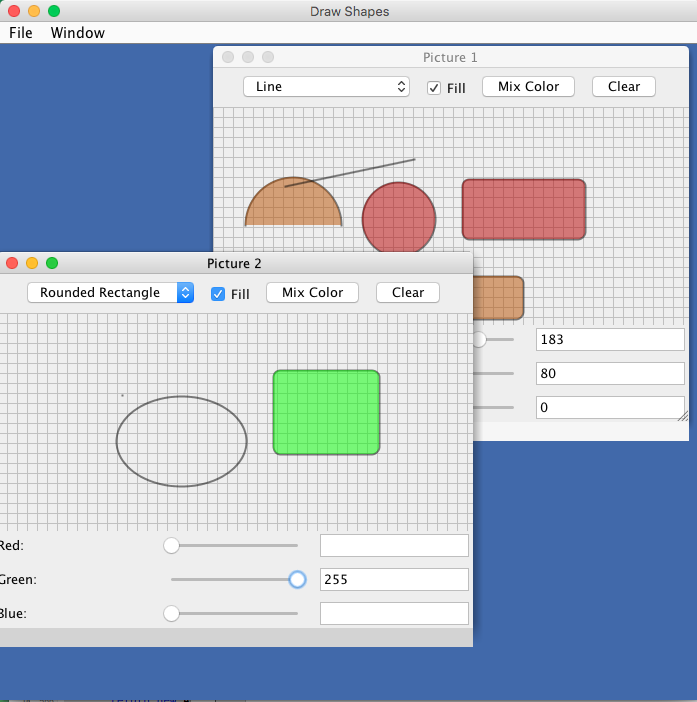 Draw Shapes
File Window
Picture 1
Line Fill Mix Color Clear
Picture 2
Rounded Rectangle Fill Mix Color Clear
183
80
0
Red:
Green: 255
Blue: